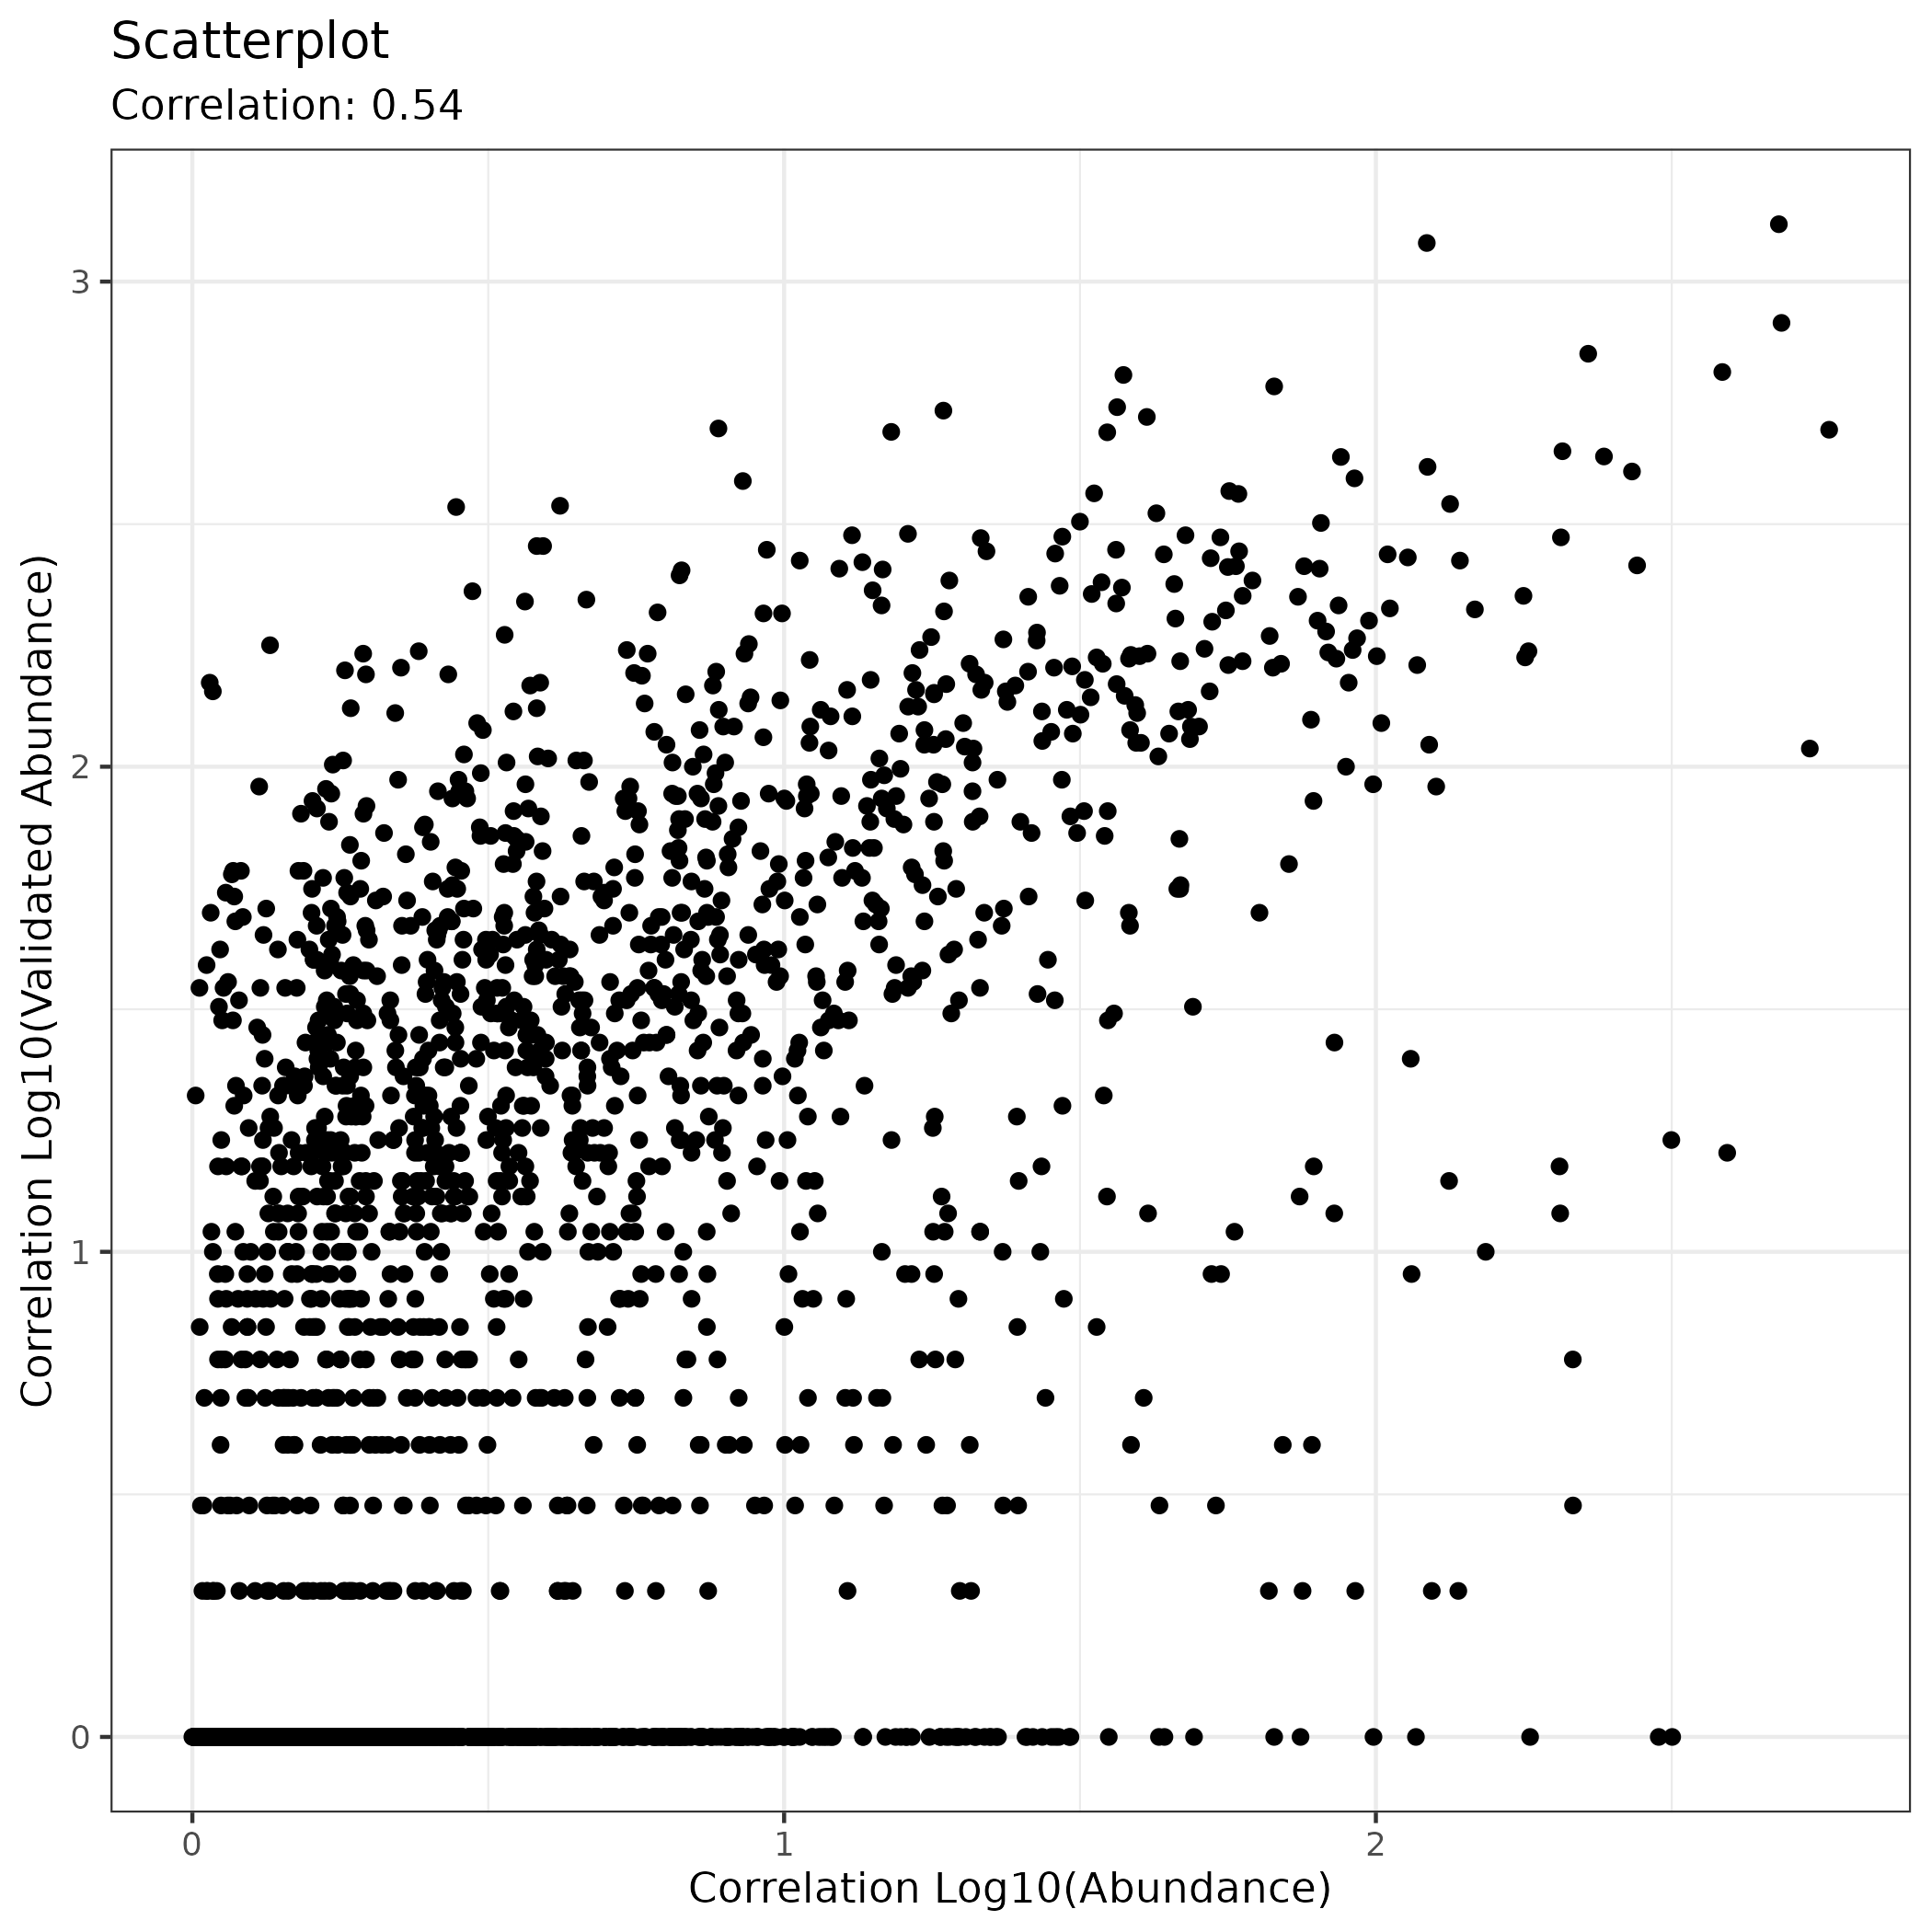 Scatterplot
Correlation: 0.54
Correlation Log10(Validated Abundance)
3
2
1
0
0
1
2
Correlation Log10(Abundance)